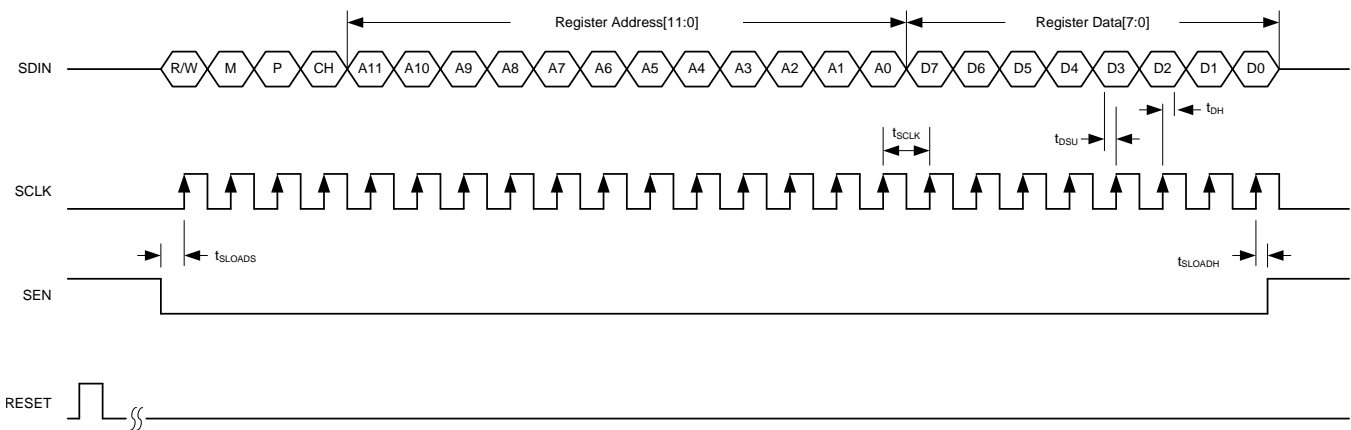 Register Address[11:0] Register Data[7:0]
SDIN R/W M P CH A11 A10 A9 A8 A7 A6 A5 A4 A3 A2 A1 A0 D7 D6 D5 D4 D3 D2 D1 D0
tDH
tSCLK tDSU
SCLK
tSLOADS tSLOADH
SEN
RESET